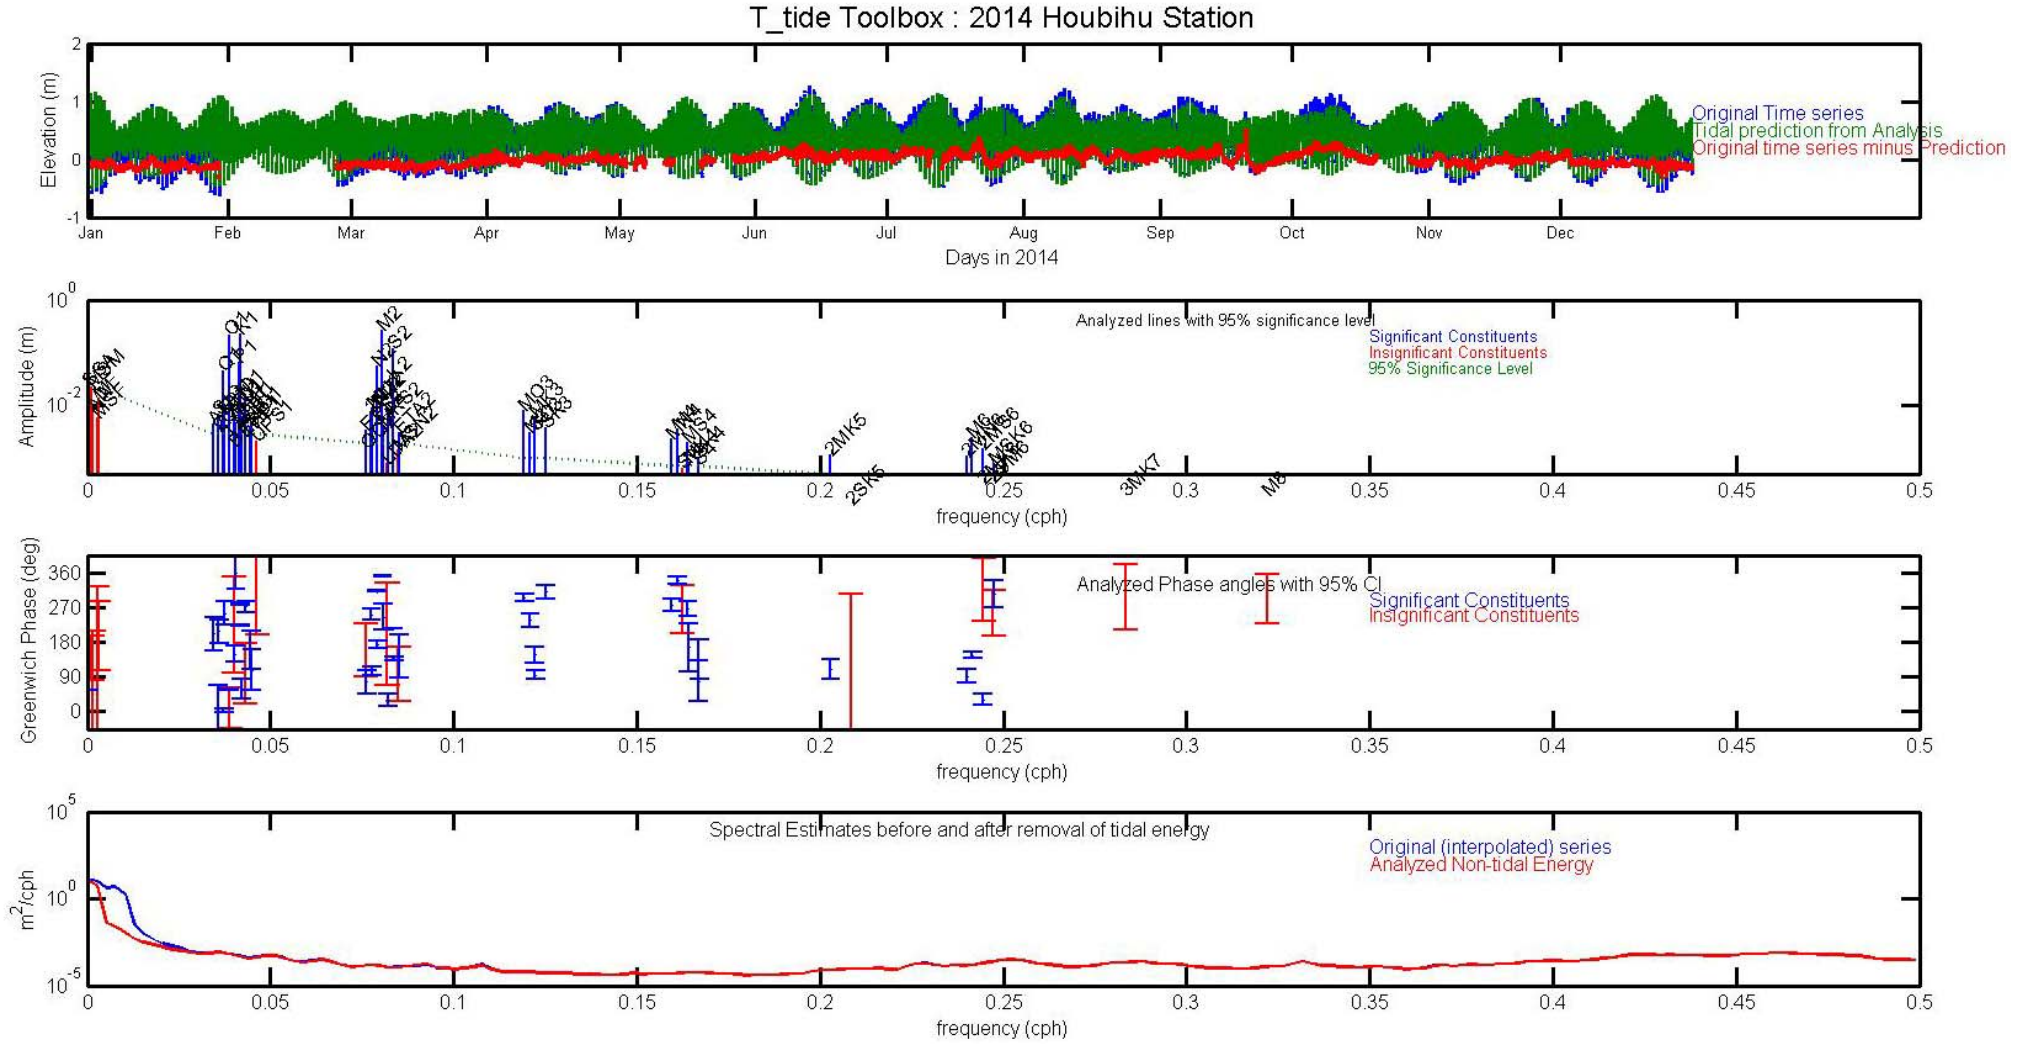 T_tide Toolbox : 2014 Houbihu Station
Elevation (m)
2
1
0
-1
Original Time series
Tidal prediction from Analysis
Original time series minus Prediction
Jan Feb Mar Apr May Jun Jul Aug Sep Oct Nov Dec
Days in 2014
Amplitude (m)
10^0
10^-2
Analyzed lines with 95% significance level
Significant Constituents
Insignificant Constituents
95% Significance Level
O1
K1
M2
S2
N2
MO3
MK3
SK3
MS4
2MK5
2SK5
M6
3MK7
M8
0 0.05 0.1 0.15 0.2 0.25 0.3 0.35 0.4 0.45 0.5
frequency (cph)
Greenwich Phase (deg)
360
270
180
90
0
Analyzed Phase angles with 95% CI
Significant Constituents
Insignificant Constituents
0 0.05 0.1 0.15 0.2 0.25 0.3 0.35 0.4 0.45 0.5
frequency (cph)
m^2/cph
10^5
10^0
10^-5
Spectral Estimates before and after removal of tidal energy
Original (interpolated) series
Analyzed Non-tidal Energy
0 0.05 0.1 0.15 0.2 0.25 0.3 0.35 0.4 0.45 0.5
frequency (cph)